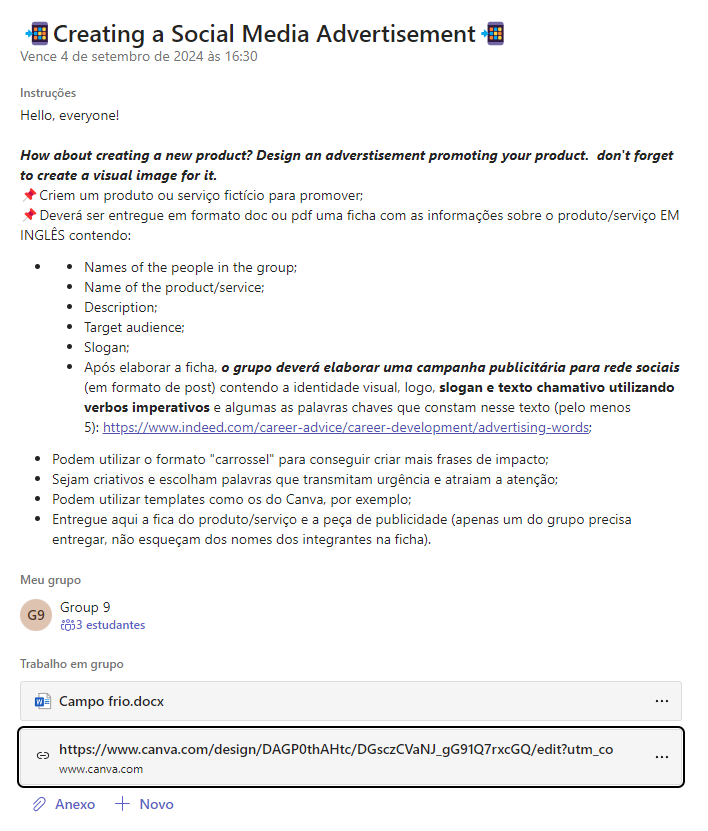 Creating a Social Media Advertisement
Vence 4 de setembro de 2024 às 16:30
Instruções
Hello, everyone!
How about creating a new product? Design an adverstisement promoting your product. don't forget
to create a visual image for it.
Criem um produto ou serviço fictício para promover;
Deverá ser entregue em formato doc ou pdf uma ficha com as informações sobre o produto/serviço EM
INGLÊS contendo:
Names of the people in the group;
Name of the product/service;
Description;
Target audience;
Slogan;
Após elaborar a ficha, o grupo deverá elaborar uma campanha publicitária para rede sociais
(em formato de post) contendo a identidade visual, logo, slogan e texto chamativo utilizando
verbos imperativos e algumas as palavras chaves que constam nesse texto (pelo menos
5): https://www.indeed.com/career-advice/career-development/advertising-words;
Podem utilizar o formato "carrossel" para conseguir criar mais frases de impacto;
Sejam criativos e escolham palavras que transmitam urgência e atraiam a atenção;
Podem utilizar templates como os do Canva, por exemplo;
Entregue aqui a fica do produto/serviço e a peça de publicidade (apenas um do grupo precisa
entregar, não esqueçam dos nomes dos integrantes na ficha).
Meu grupo
G9
Group 9
3 estudantes
Trabalho em grupo
Campo frio.docx
https://www.canva.com/design/DAGP0thAHtc/DGsczCVaNJ_gG91Q7rxcGQ/edit?utm_co
www.canva.com
Anexo
Novo